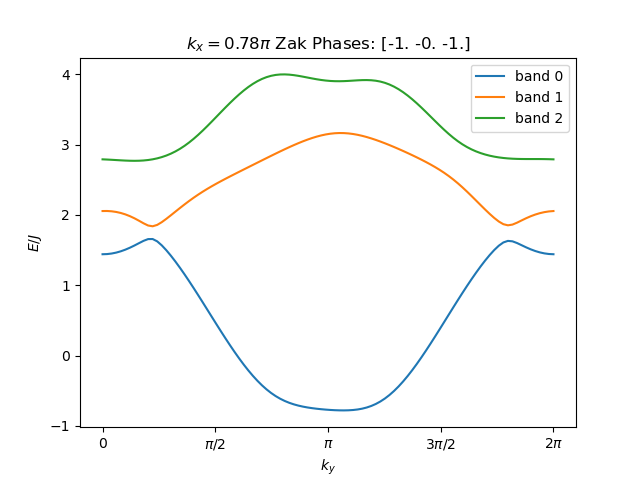 k_x = 0.78π Zak Phases: [-1. -0. -1.]
band 0
band 1
band 2
E/J
4
3
2
1
0
−1
0
π/2
π
3π/2
2π
k_y